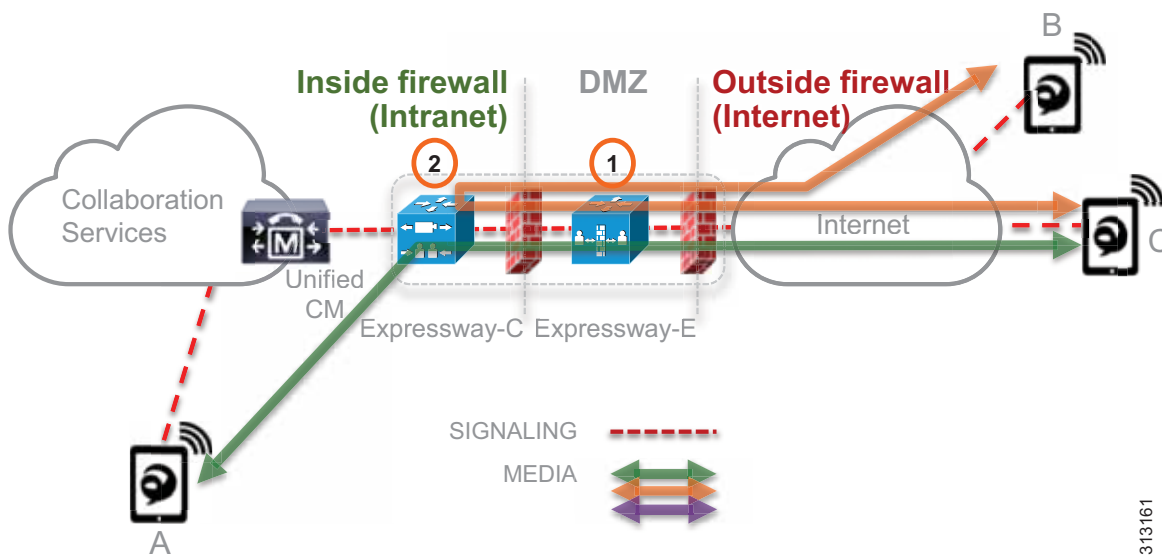 B
Inside firewall
(Intranet)
DMZ
Outside firewall
(Internet)
2
1
Collaboration
Services
M
Internet
C
Unified
CM
Expressway-C
Expressway-E
SIGNALING
MEDIA
A
313161